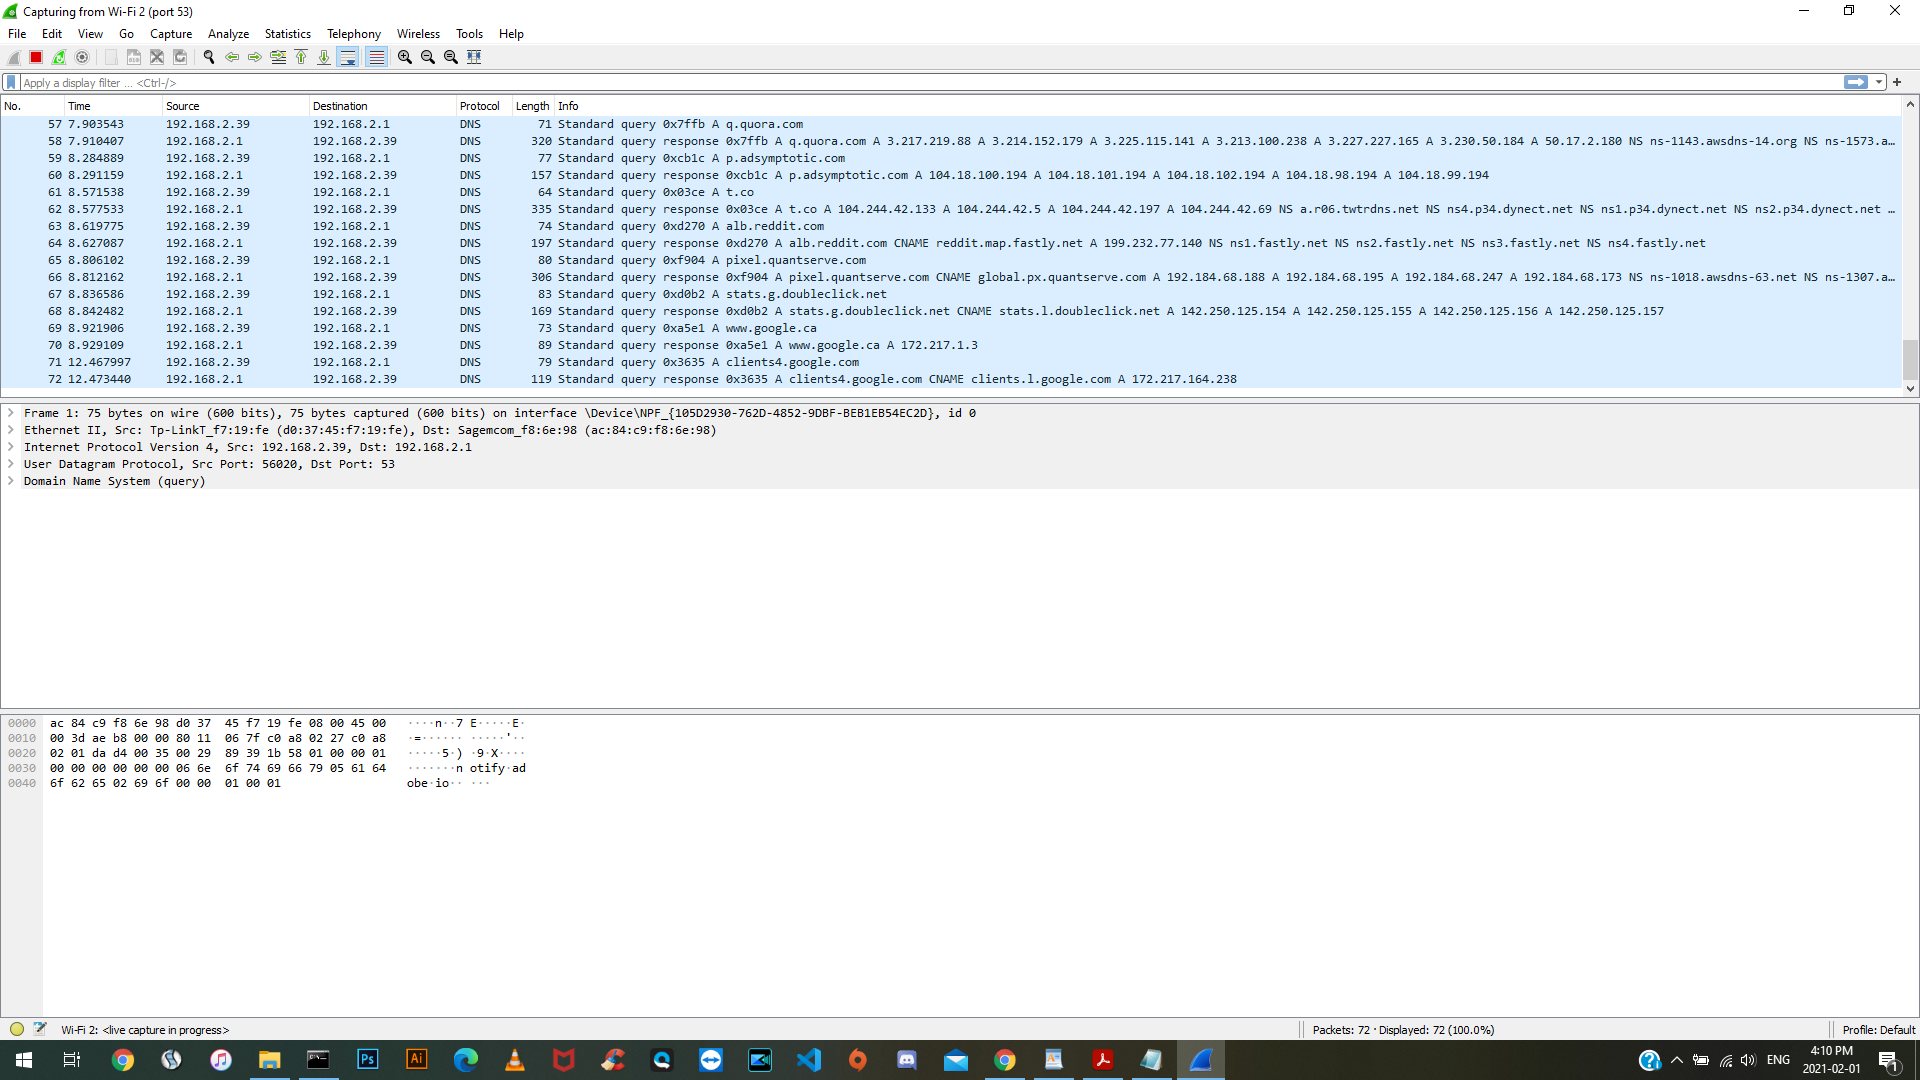 Capturing from Wi-Fi 2 (port 53)
File Edit View Go Capture Analyze Statistics Telephony Wireless Tools Help
Apply a display filter ... <Ctrl-/>
No. Time Source Destination Protocol Length Info
57 7.903543 192.168.2.39 192.168.2.1 DNS 71 Standard query 0x7ffb A q.quora.com
58 7.910407 192.168.2.1 192.168.2.39 DNS 320 Standard query response 0x7ffb A q.quora.com A 3.217.219.88 A 3.214.152.179 A 3.225.115.141 A 3.213.100.238 A 3.227.227.165 A 3.230.50.184 A 50.17.2.180 NS ns-1143.awsdns-14.org NS ns-1573.a…
59 8.284889 192.168.2.39 192.168.2.1 DNS 77 Standard query 0xcb1c A p.adsymptotic.com
60 8.291159 192.168.2.1 192.168.2.39 DNS 157 Standard query response 0xcb1c A p.adsymptotic.com A 104.18.100.194 A 104.18.101.194 A 104.18.102.194 A 104.18.98.194 A 104.18.99.194
61 8.571538 192.168.2.39 192.168.2.1 DNS 64 Standard query 0x03ce A t.co
62 8.577533 192.168.2.1 192.168.2.39 DNS 335 Standard query response 0x03ce A t.co A 104.244.42.133 A 104.244.42.5 A 104.244.42.197 A 104.244.42.69 NS a.r06.twtrdns.net NS ns4.p34.dynect.net NS ns1.p34.dynect.net NS ns2.p34.dynect.net …
63 8.619775 192.168.2.39 192.168.2.1 DNS 74 Standard query 0xd270 A alb.reddit.com
64 8.627087 192.168.2.1 192.168.2.39 DNS 197 Standard query response 0xd270 A alb.reddit.com CNAME reddit.map.fastly.net A 199.232.77.140 NS ns1.fastly.net NS ns2.fastly.net NS ns3.fastly.net NS ns4.fastly.net
65 8.806102 192.168.2.39 192.168.2.1 DNS 80 Standard query 0xf904 A pixel.quantserve.com
66 8.812162 192.168.2.1 192.168.2.39 DNS 306 Standard query response 0xf904 A pixel.quantserve.com CNAME global.px.quantserve.com A 192.184.68.188 A 192.184.68.195 A 192.184.68.247 A 192.184.68.173 NS ns-1018.awsdns-63.net NS ns-1307.a…
67 8.836586 192.168.2.39 192.168.2.1 DNS 83 Standard query 0xd0b2 A stats.g.doubleclick.net
68 8.842482 192.168.2.1 192.168.2.39 DNS 169 Standard query response 0xd0b2 A stats.g.doubleclick.net CNAME stats.l.doubleclick.net A 142.250.125.154 A 142.250.125.155 A 142.250.125.156 A 142.250.125.157
69 8.921906 192.168.2.39 192.168.2.1 DNS 73 Standard query 0xa5e1 A www.google.ca
70 8.929109 192.168.2.1 192.168.2.39 DNS 89 Standard query response 0xa5e1 A www.google.ca A 172.217.1.3
71 12.467997 192.168.2.39 192.168.2.1 DNS 79 Standard query 0x3635 A clients4.google.com
72 12.473440 192.168.2.1 192.168.2.39 DNS 119 Standard query response 0x3635 A clients4.google.com CNAME clients.l.google.com A 172.217.164.238
Frame 1: 75 bytes on wire (600 bits), 75 bytes captured (600 bits) on interface \Device\NPF_{105D2930-762D-4852-9DBF-BEB1EB54EC2D}, id 0
Ethernet II, Src: Tp-LinkT_f7:19:fe (d0:37:45:f7:19:fe), Dst: Sagemcom_f8:6e:98 (ac:84:c9:f8:6e:98)
Internet Protocol Version 4, Src: 192.168.2.39, Dst: 192.168.2.1
User Datagram Protocol, Src Port: 56020, Dst Port: 53
Domain Name System (query)
0000 ac 84 c9 f8 6e 98 d0 37 45 f7 19 fe 08 00 45 00 ····n··7 E·····E·
0010 00 3d ae b8 00 00 80 11 06 7f c0 a8 02 27 c0 a8 ·=······ ·····'··
0020 02 01 da d4 00 35 00 29 89 39 1b 58 01 00 00 01 ·····5·) ·9·X····
0030 00 00 00 00 00 00 06 6e 6f 74 69 66 79 05 61 64 ·······n otify·ad
0040 6f 62 65 02 69 6f 00 00 01 00 01 obe·io·· ···
Wi-Fi 2: <live capture in progress> Packets: 72 · Displayed: 72 (100.0%) Profile: Default
Ps Ai ENG 4:10 PM
2021-02-01 1